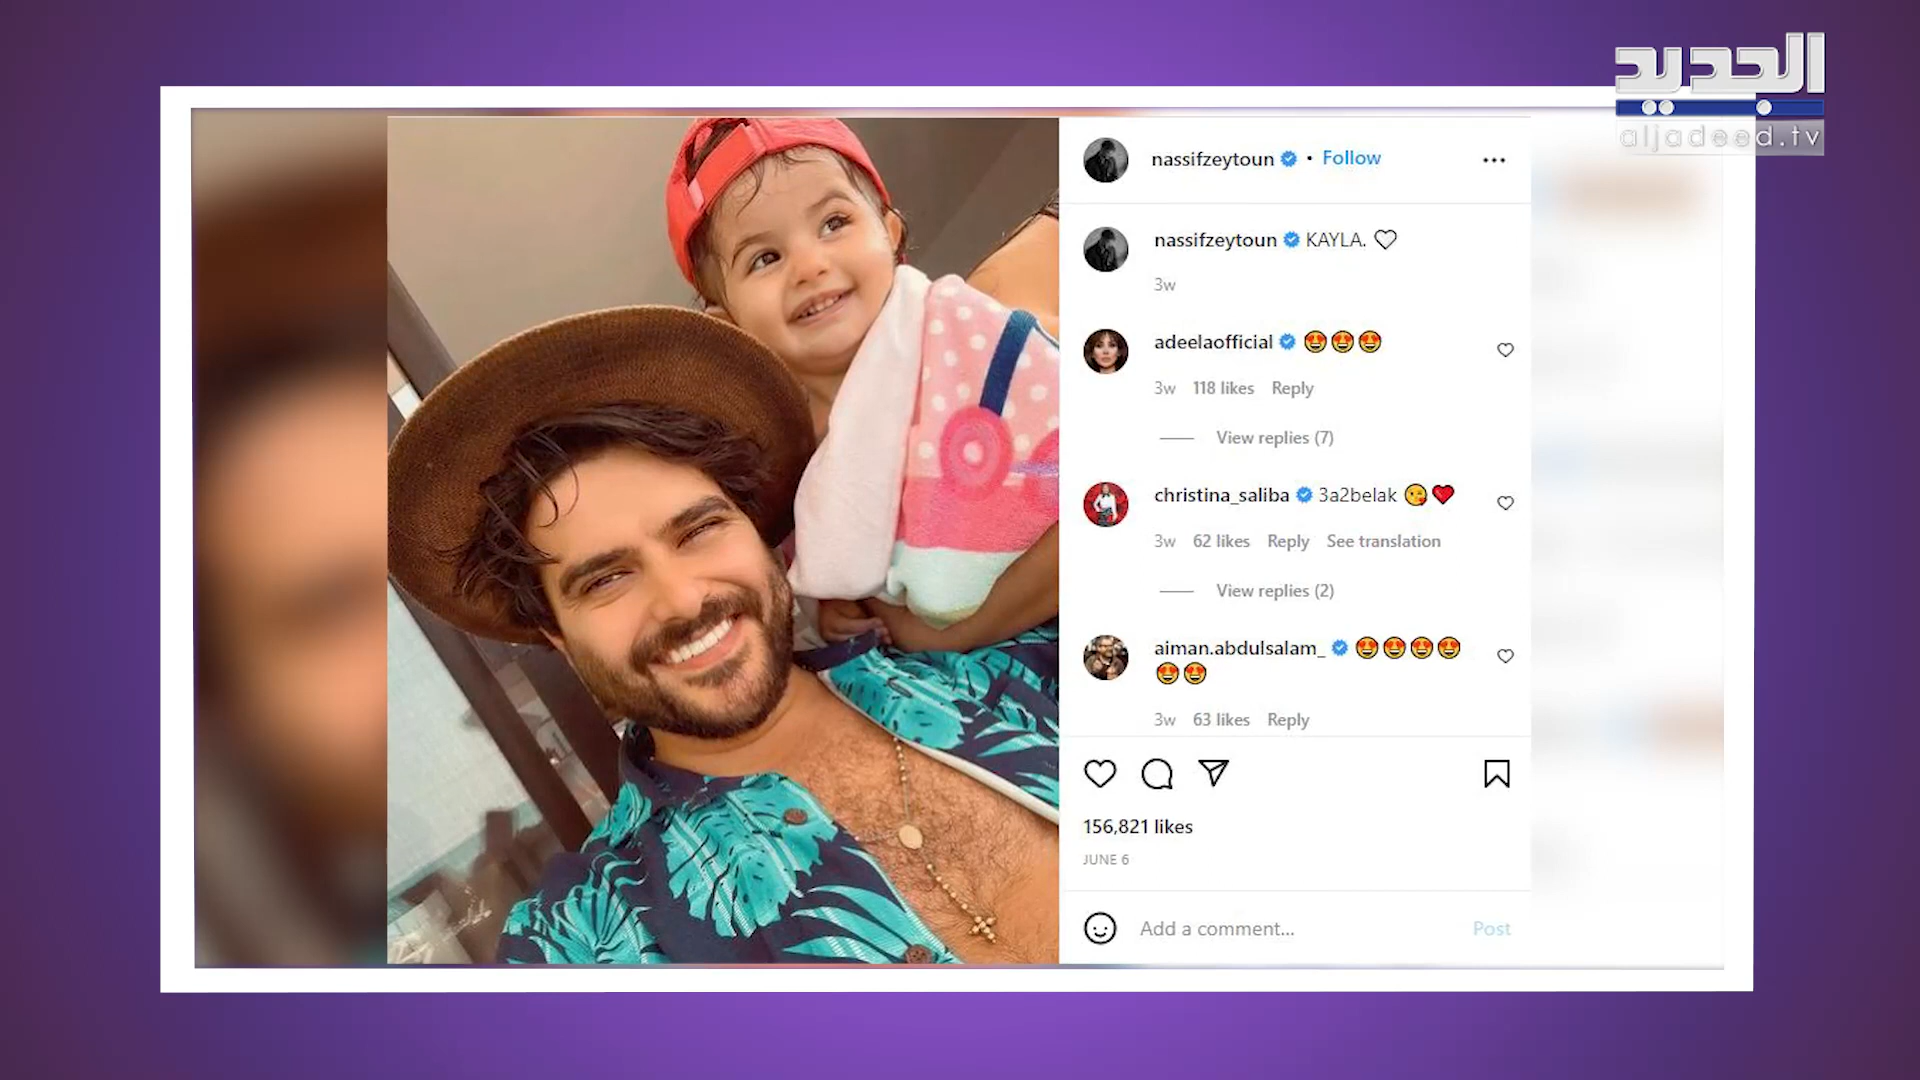 الجديد
aljadeed.tv
nassifzeytoun • Follow
nassifzeytoun KAYLA. 🤍
3w
adeelaofficial 😍😍😍
3w 118 likes Reply
View replies (7)
christina_saliba 3a2belak 😘❤️
3w 62 likes Reply See translation
View replies (2)
aiman.abdulsalam_ 😍😍😍😍
😍😍
3w 63 likes Reply
156,821 likes
JUNE 6
Add a comment... Post